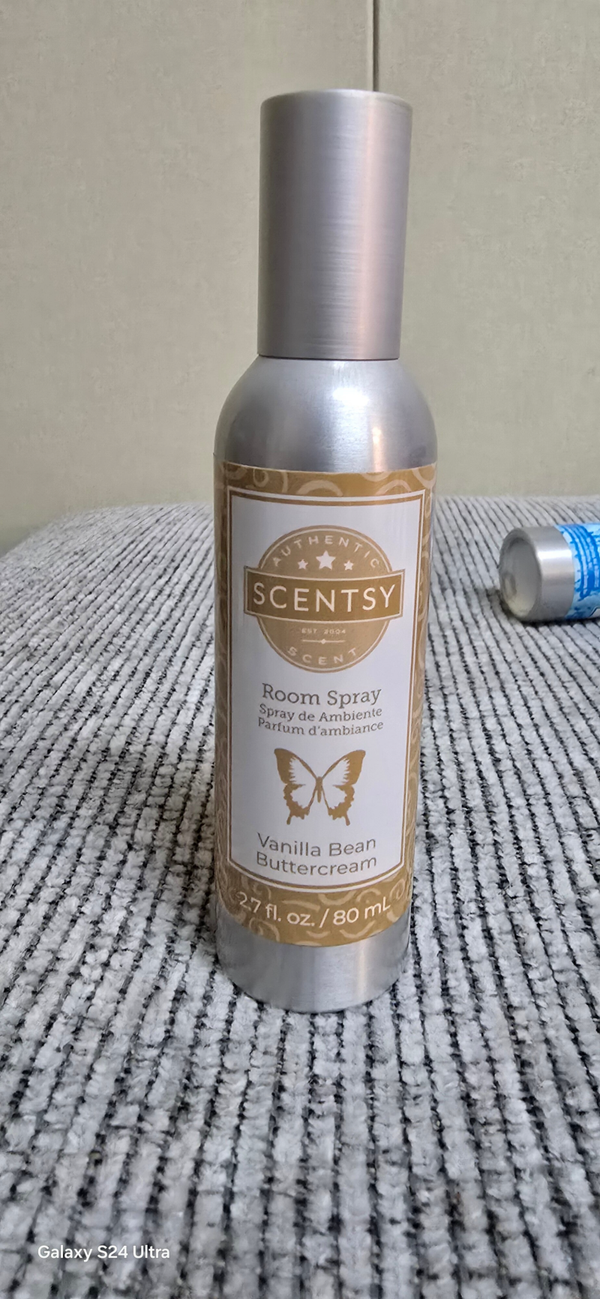 AUTHENTIC
SCENTSY
EST. 2004
SCENT
Room Spray
Spray de Ambiente
Parfum d'ambiance
Vanilla Bean
Buttercream
2.7 fl. oz. / 80 mL
Galaxy S24 Ultra